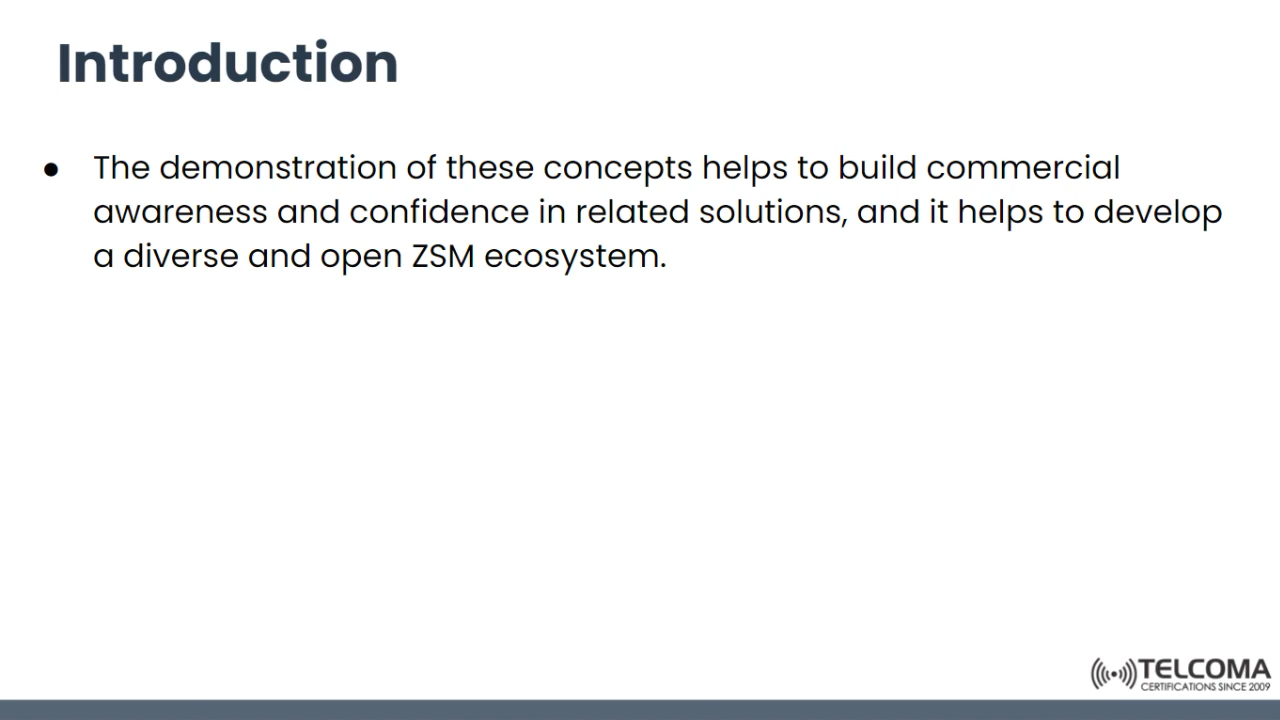 Introduction
● The demonstration of these concepts helps to build commercial
awareness and confidence in related solutions, and it helps to develop
a diverse and open ZSM ecosystem.
TELCOMA
CERTIFICATIONS SINCE 2009